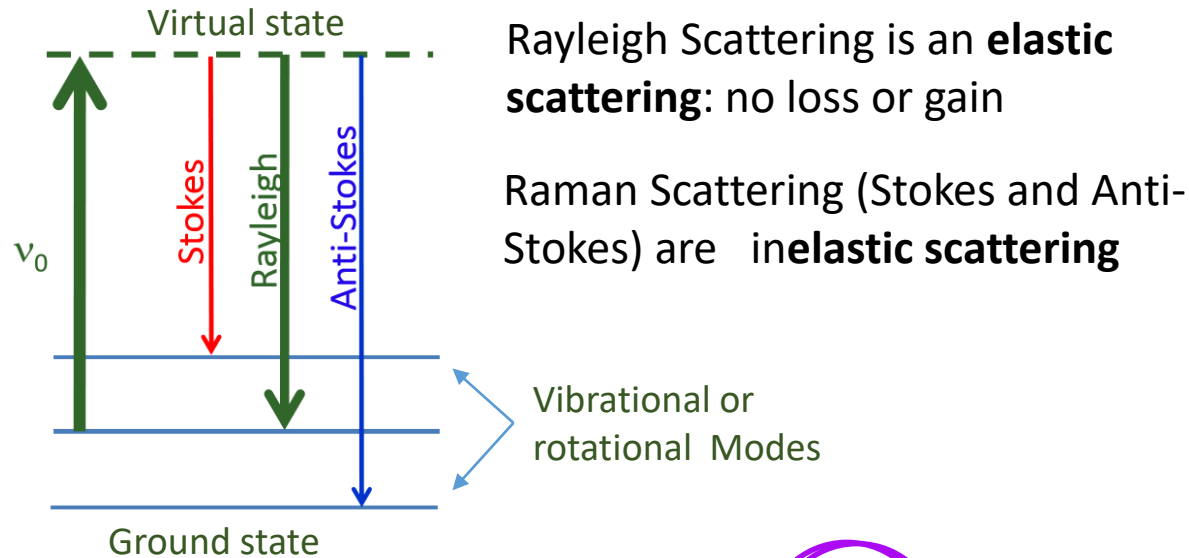 Virtual state
Rayleigh Scattering is an elastic
scattering: no loss or gain
Raman Scattering (Stokes and Anti-
Stokes) are inelastic scattering
ν0
Stokes
Rayleigh
Anti-Stokes
Vibrational or
rotational Modes
Ground state